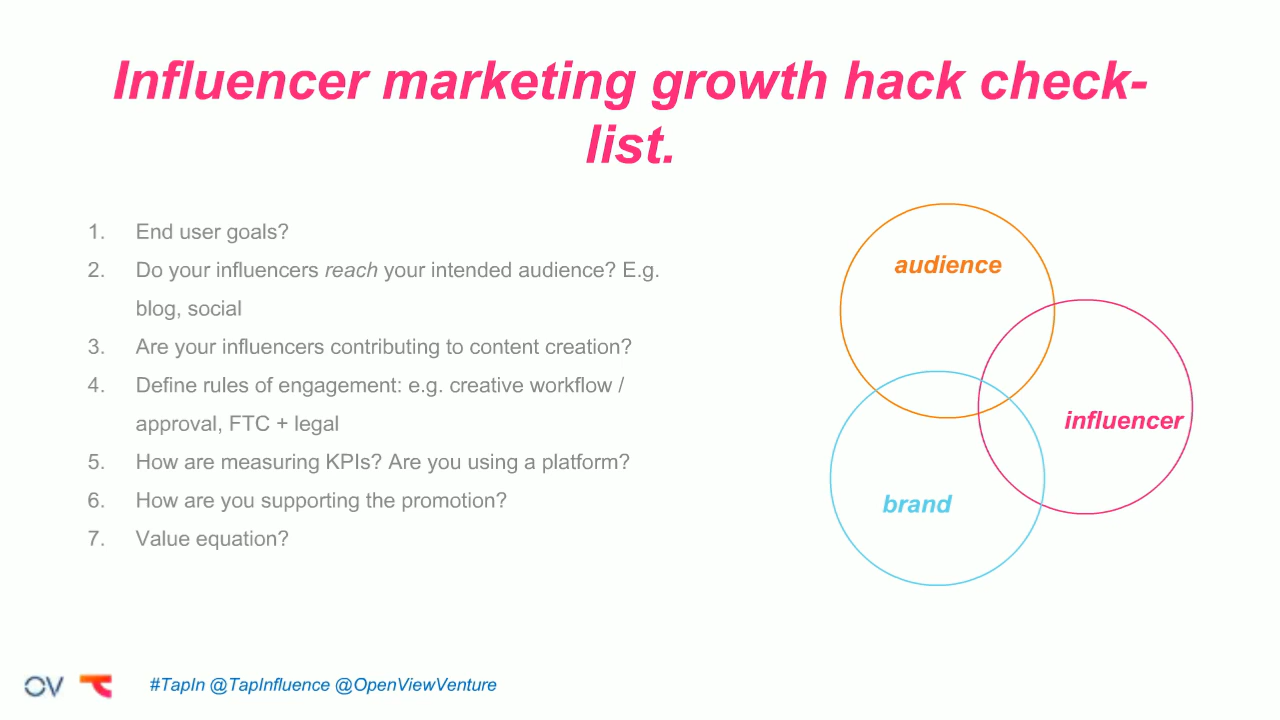 Influencer marketing growth hack check-
list.
1. End user goals?
2. Do your influencers reach your intended audience? E.g.
blog, social
3. Are your influencers contributing to content creation?
4. Define rules of engagement: e.g. creative workflow /
approval, FTC + legal
5. How are measuring KPIs? Are you using a platform?
6. How are you supporting the promotion?
7. Value equation?
audience
influencer
brand
OV
#TapIn @TapInfluence @OpenViewVenture